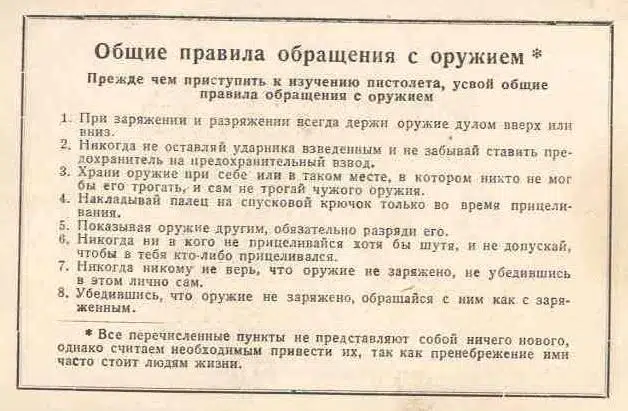 Общие правила обращения с оружием *
Прежде чем приступить к изучению пистолета, усвой общие
правила обращения с оружием
1. При заряжении и разряжении всегда держи оружие дулом вверх или
вниз.
2. Никогда не оставляй ударника взведенным и не забывай ставить пре-
дохранитель на предохранительный взвод.
3. Храни оружие при себе или в таком месте, в котором никто не мог
бы его трогать, и сам не трогай чужого оружия.
4. Накладывай палец на спусковой крючок только во время прицели-
вания.
5. Показывая оружие другим, обязательно разряди его.
6. Никогда ни в кого не прицеливайся хотя бы шутя, и не допускай,
чтобы в тебя кто-либо прицеливался.
7. Никогда никому не верь, что оружие не заряжено, не убедившись
в этом лично сам.
8. Убедившись, что оружие не заряжено, обращайся с ним как с заря-
женным.
* Все перечисленные пункты не представляют собой ничего нового,
однако считаем необходимым привести их, так как пренебрежение ими
часто стоит людям жизни.